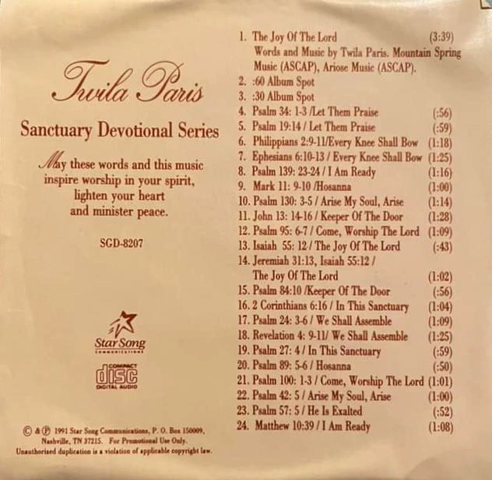 Twila Paris
Sanctuary Devotional Series
May these words and this music
inspire worship in your spirit,
lighten your heart
and minister peace.
SGD-8207
Star Song
COMMUNICATIONS
COMPACT
disc
DIGITAL AUDIO
© & ℗ 1991 Star Song Communications, P. O. Box 150009,
Nashville, TN 37215. For Promotional Use Only.
Unauthorized duplication is a violation of applicable copyright law.
1. The Joy Of The Lord (3:39)
Words and Music by Twila Paris. Mountain Spring
Music (ASCAP), Ariose Music (ASCAP).
2. :60 Album Spot
3. :30 Album Spot
4. Psalm 34: 1-3 /Let Them Praise (:56)
5. Psalm 19:14 / Let Them Praise (:59)
6. Philippians 2:9-11/Every Knee Shall Bow (1:18)
7. Ephesians 6:10-13 / Every Knee Shall Bow (1:25)
8. Psalm 139: 23-24 / I Am Ready (1:16)
9. Mark 11: 9-10 /Hosanna (1:00)
10. Psalm 130: 3-5 / Arise My Soul, Arise (1:14)
11. John 13: 14-16 / Keeper Of The Door (1:28)
12. Psalm 95: 6-7 / Come, Worship The Lord (1:09)
13. Isaiah 55: 12 / The Joy Of The Lord (:43)
14. Jeremiah 31:13, Isaiah 55:12 /
The Joy Of The Lord (1:02)
15. Psalm 84:10 /Keeper Of The Door (:56)
16. 2 Corinthians 6:16 / In This Sanctuary (1:04)
17. Psalm 24: 3-6 / We Shall Assemble (1:09)
18. Revelation 4: 9-11/ We Shall Assemble (1:25)
19. Psalm 27: 4 / In This Sanctuary (:59)
20. Psalm 89: 5-6 / Hosanna (:50)
21. Psalm 100: 1-3 / Come, Worship The Lord (1:01)
22. Psalm 42: 5 / Arise My Soul, Arise (1:00)
23. Psalm 57: 5 / He Is Exalted (:52)
24. Matthew 10:39 / I Am Ready (1:08)